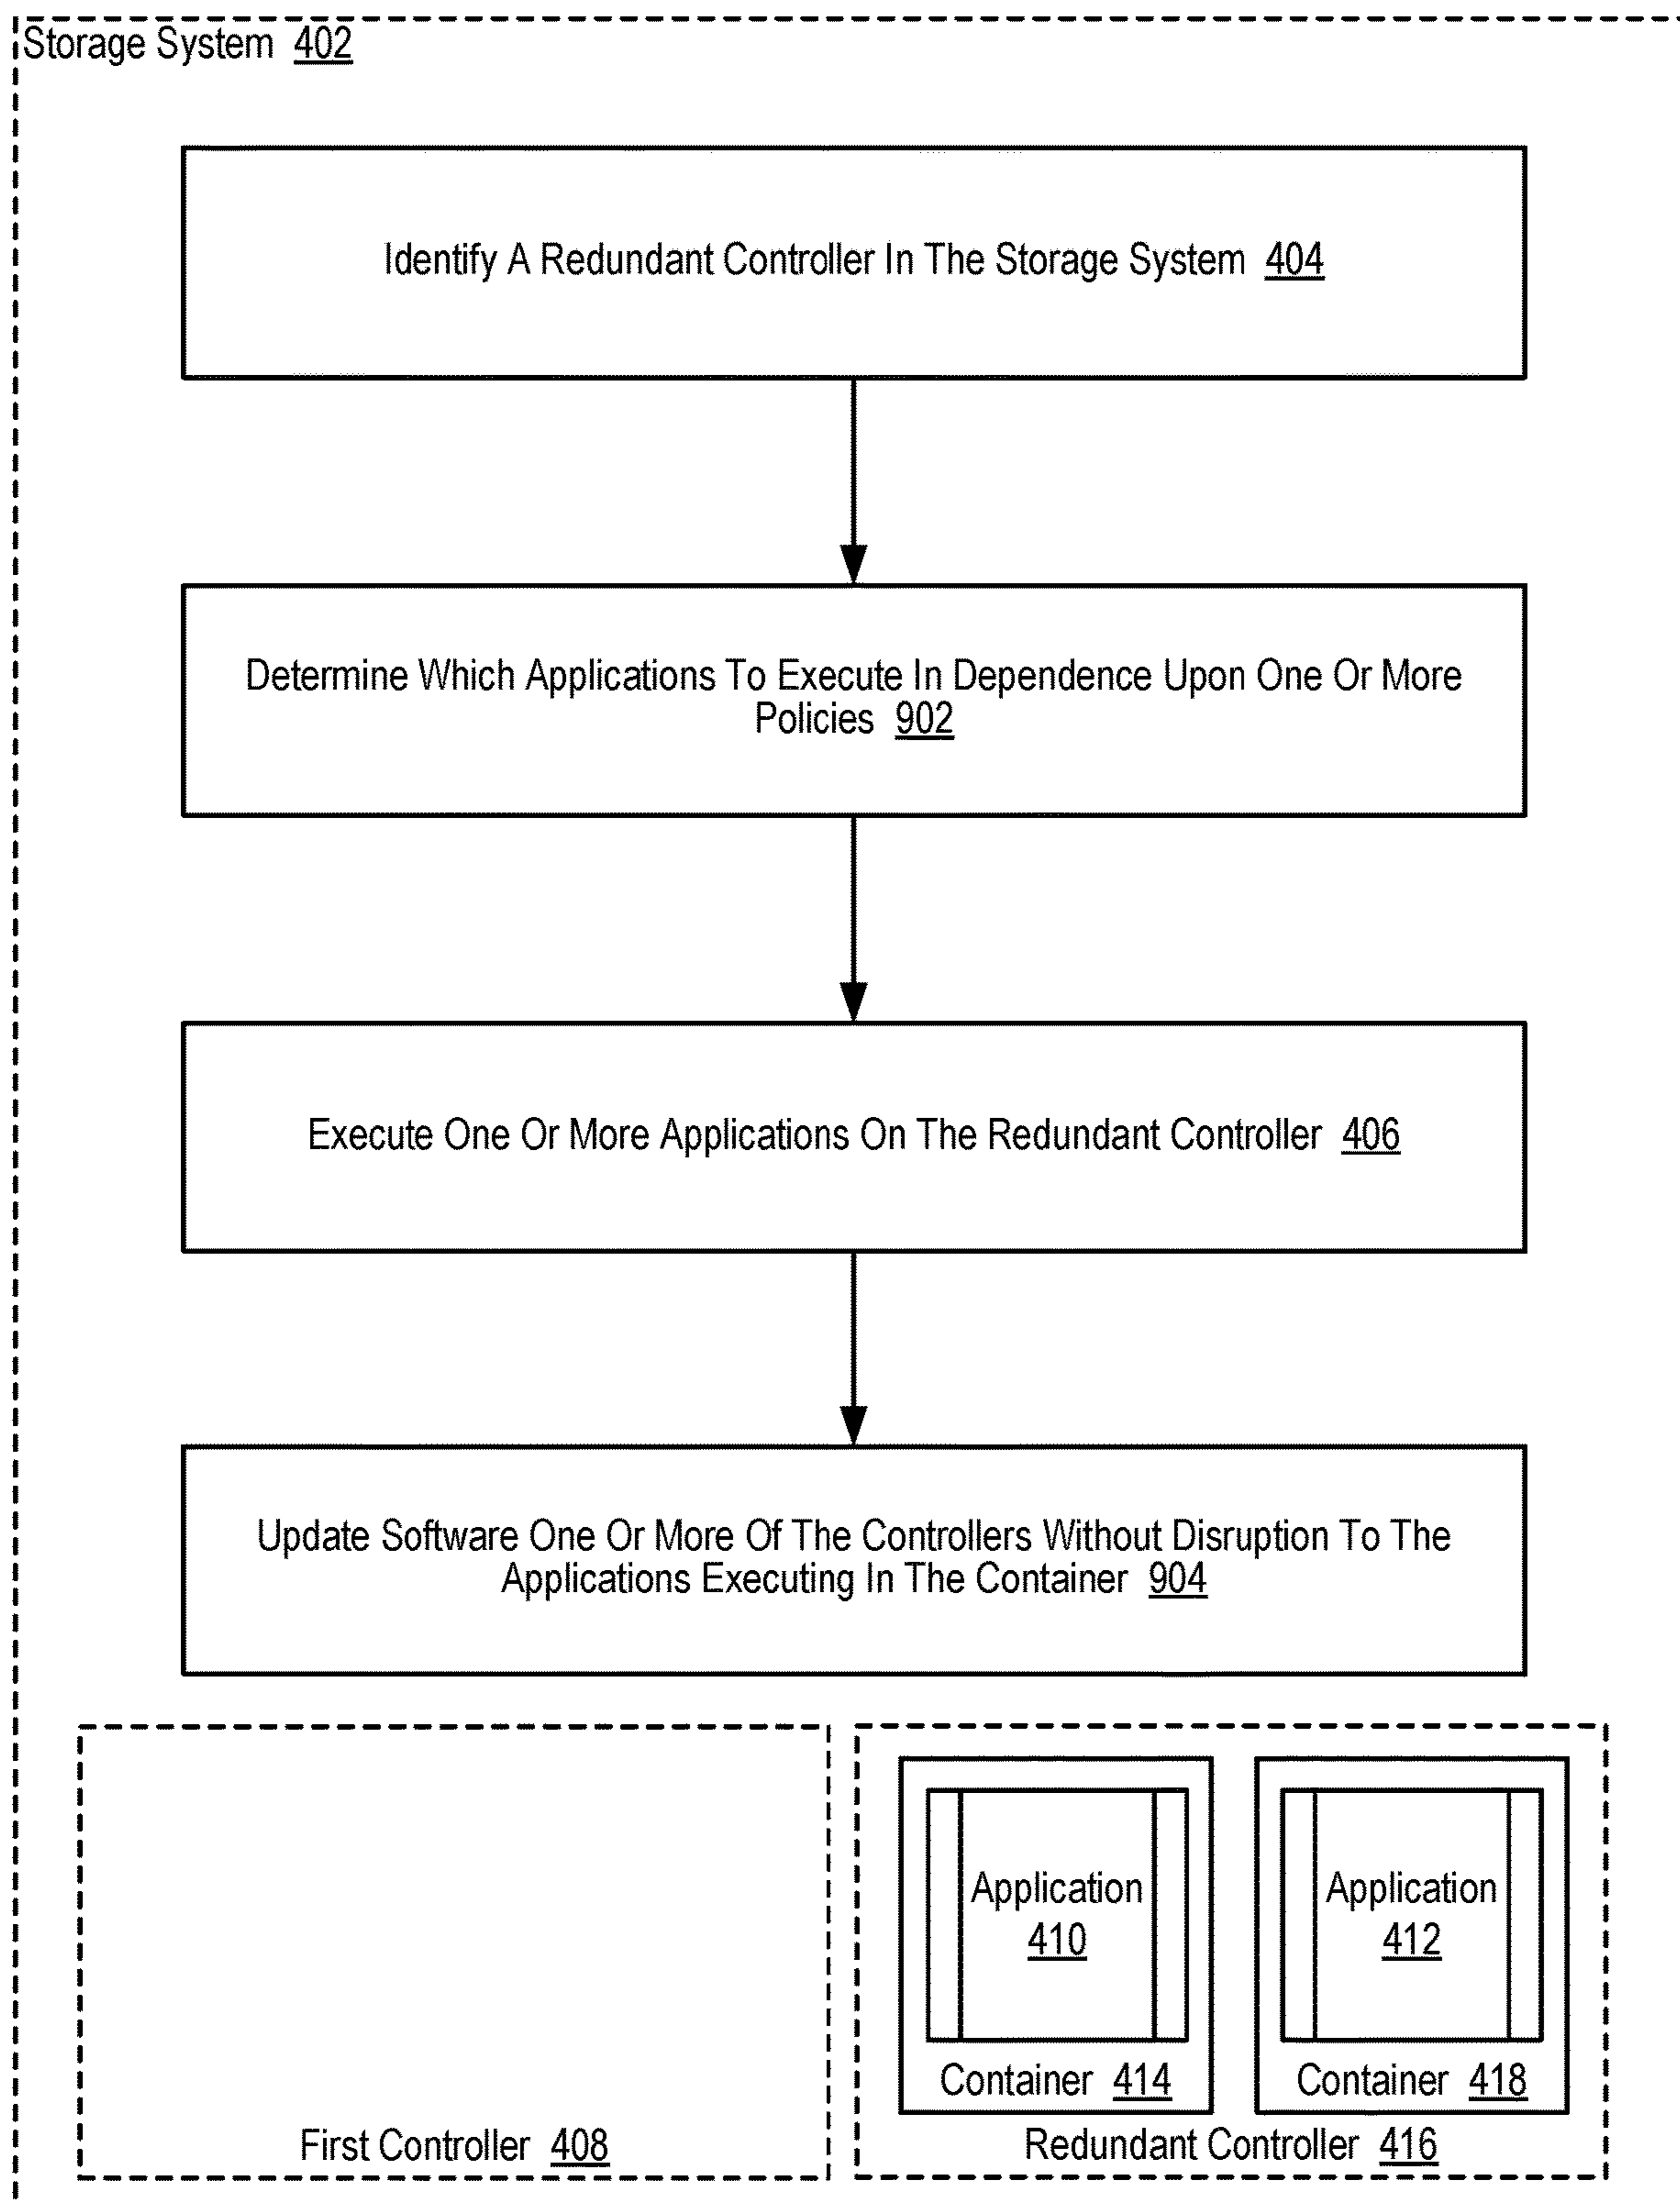 Storage System 402
Identify A Redundant Controller In The Storage System 404
Determine Which Applications To Execute In Dependence Upon One Or More
Policies 902
Execute One Or More Applications On The Redundant Controller 406
Update Software One Or More Of The Controllers Without Disruption To The
Applications Executing In The Container 904
First Controller 408
Application
410
Container 414
Application
412
Container 418
Redundant Controller 416